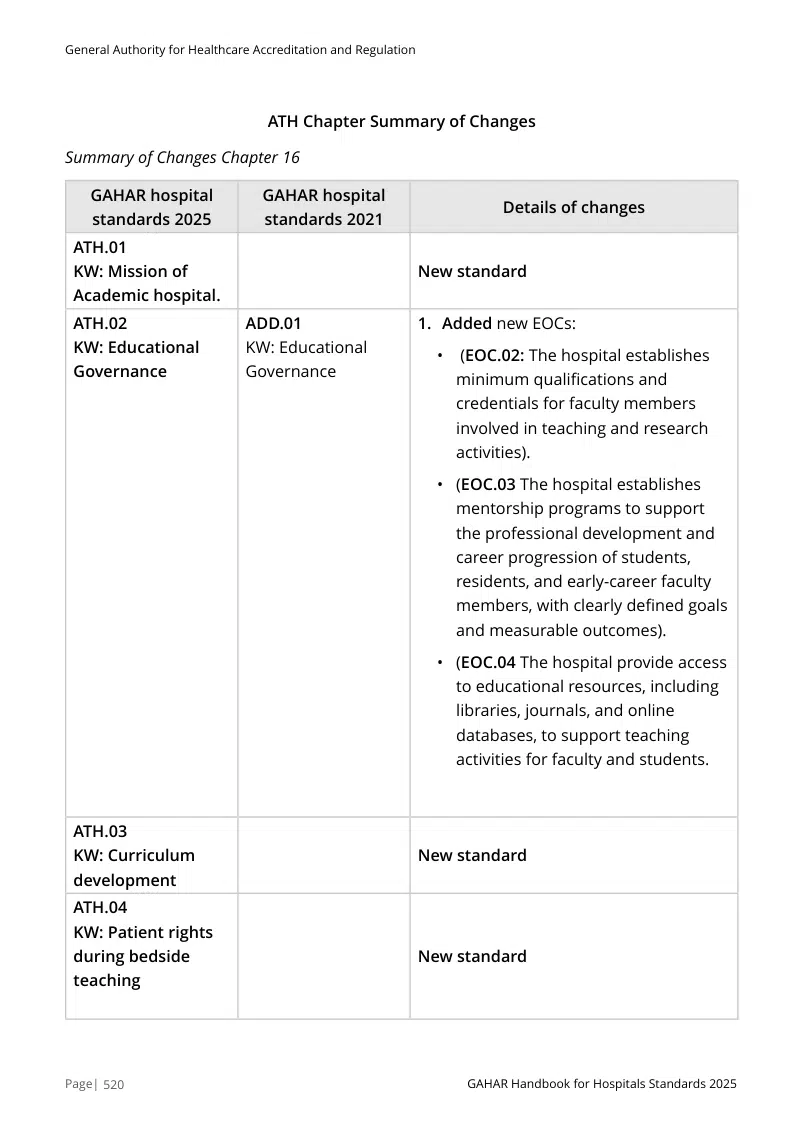 General Authority for Healthcare Accreditation and Regulation
ATH Chapter Summary of Changes
Summary of Changes Chapter 16
GAHAR hospital
standards 2025
GAHAR hospital
standards 2021
Details of changes
ATH.01
KW: Mission of
Academic hospital.
New standard
ATH.02
KW: Educational
Governance
ADD.01
KW: Educational
Governance
1. Added new EOCs:
• (EOC.02: The hospital establishes
minimum qualifications and
credentials for faculty members
involved in teaching and research
activities).
• (EOC.03 The hospital establishes
mentorship programs to support
the professional development and
career progression of students,
residents, and early-career faculty
members, with clearly defined goals
and measurable outcomes).
• (EOC.04 The hospital provide access
to educational resources, including
libraries, journals, and online
databases, to support teaching
activities for faculty and students.
ATH.03
KW: Curriculum
development
New standard
ATH.04
KW: Patient rights
during bedside
teaching
New standard
Page| 520
GAHAR Handbook for Hospitals Standards 2025